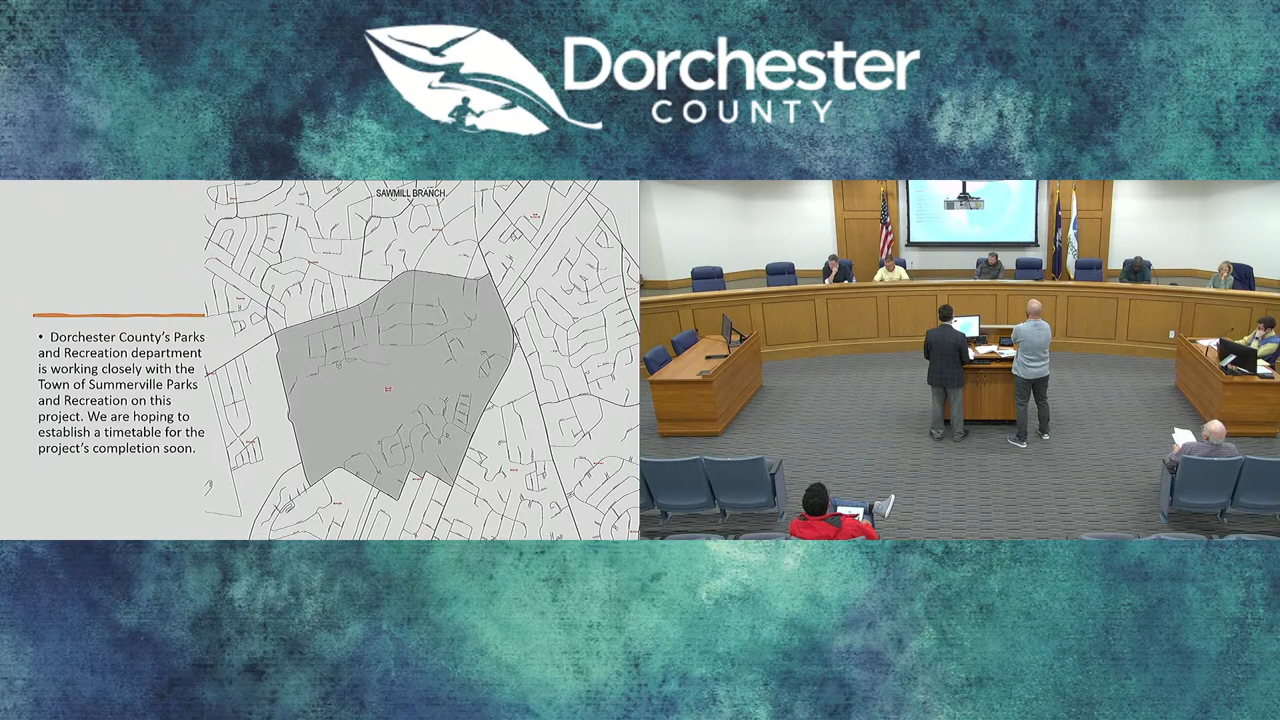 Dorchester
COUNTY
SAWMILL BRANCH
• Dorchester County's Parks
and Recreation department
is working closely with the
Town of Summerville Parks
and Recreation on this
project. We are hoping to
establish a timetable for the
project's completion soon.